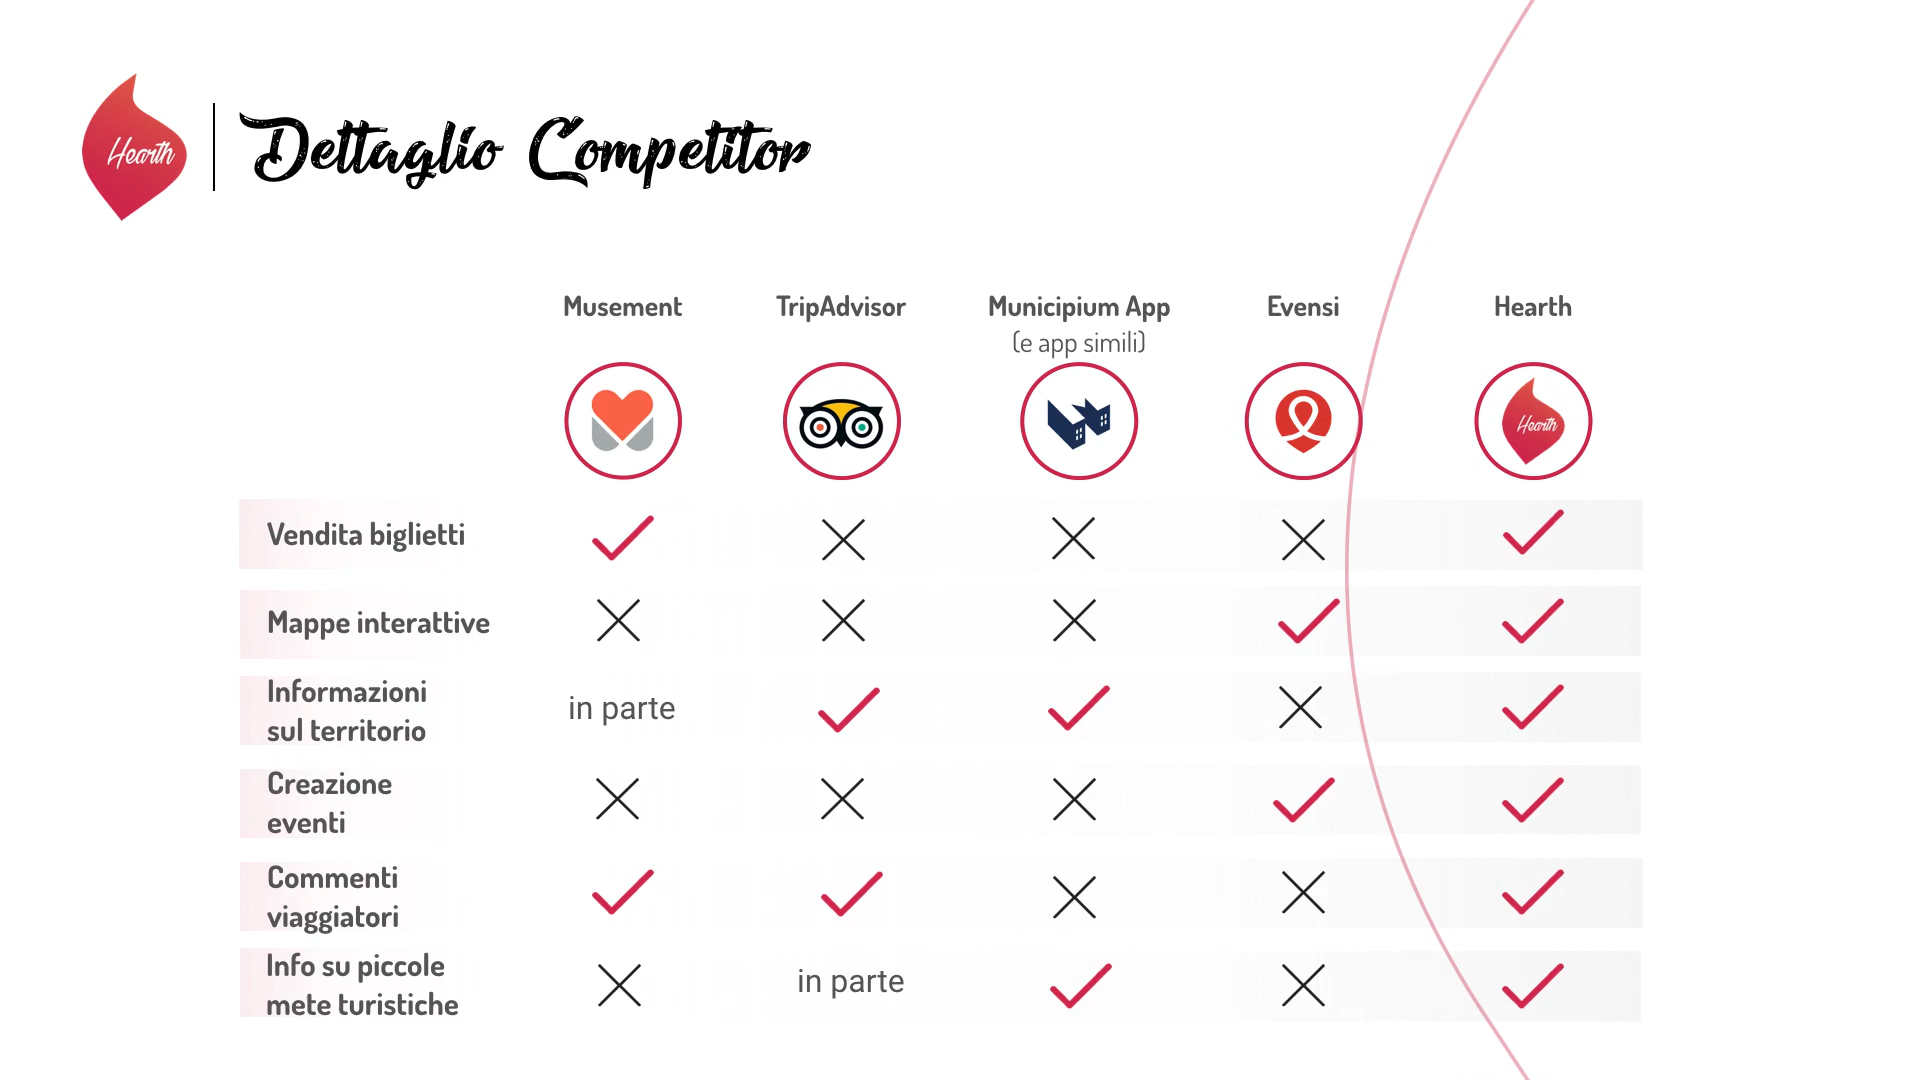 Hearth
Dettaglio Competitor
Musement
TripAdvisor
Municipium App
(e app simili)
Evensi
Hearth
Hearth
Vendita biglietti
Mappe interattive
Informazioni
sul territorio
in parte
Creazione
eventi
Commenti
viaggiatori
Info su piccole
mete turistiche
in parte